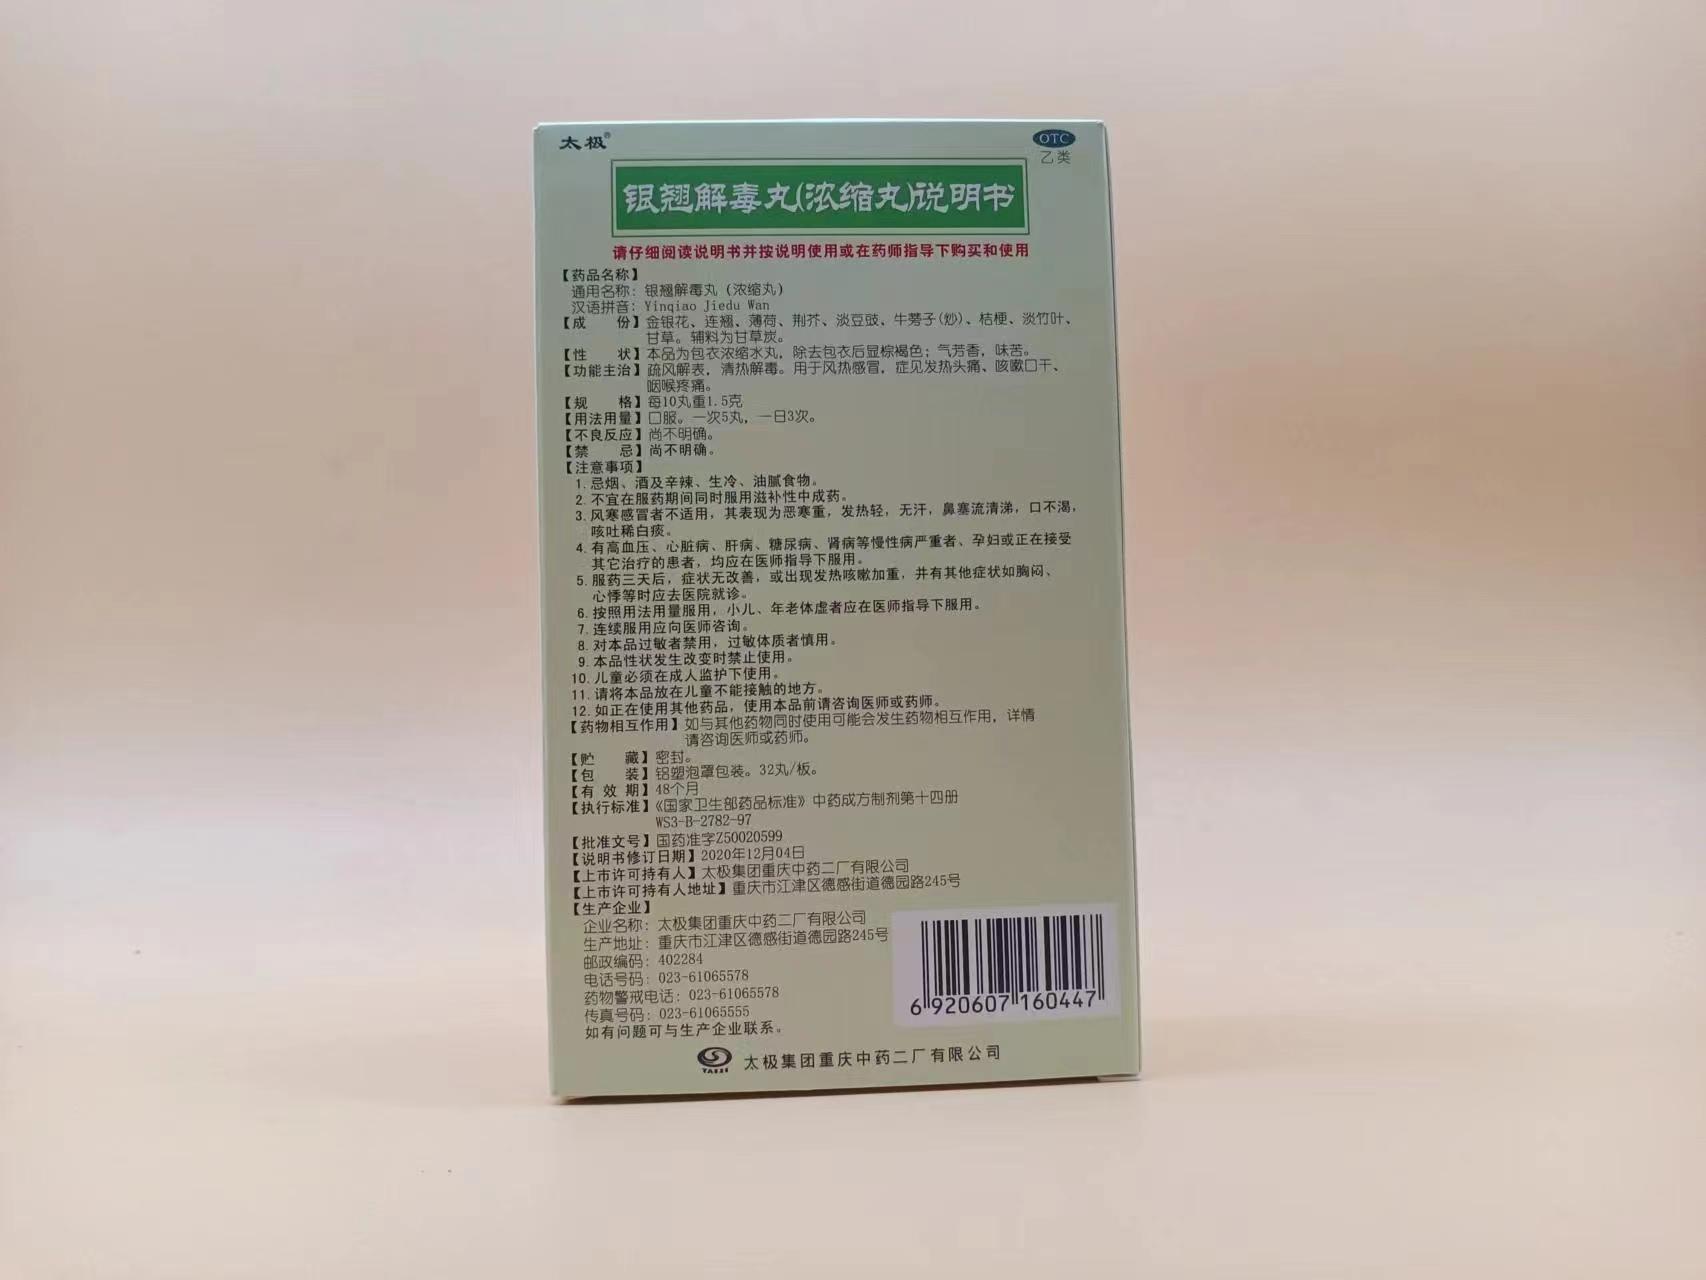 太极®
OTC
乙类
银翘解毒丸(浓缩丸)说明书
请仔细阅读说明书并按说明使用或在药师指导下购买和使用
【药品名称】
通用名称：银翘解毒丸（浓缩丸）
汉语拼音：Yinqiao Jiedu Wan
【成　份】金银花、连翘、薄荷、荆芥、淡豆豉、牛蒡子(炒)、桔梗、淡竹叶、
甘草。辅料为甘草炭。
【性　状】本品为包衣浓缩水丸，除去包衣后显棕褐色；气芳香，味苦。
【功能主治】疏风解表，清热解毒。用于风热感冒，症见发热头痛、咳嗽口干、
咽喉疼痛。
【规　格】每10丸重1.5克
【用法用量】口服。一次5丸，一日3次。
【不良反应】尚不明确。
【禁　忌】尚不明确。
【注意事项】
1. 忌烟、酒及辛辣、生冷、油腻食物。
2. 不宜在服药期间同时服用滋补性中成药。
3. 风寒感冒者不适用，其表现为恶寒重，发热轻，无汗，鼻塞流清涕，口不渴，
咳吐稀白痰。
4. 有高血压、心脏病、肝病、糖尿病、肾病等慢性病严重者、孕妇或正在接受
其它治疗的患者，均应在医师指导下服用。
5. 服药三天后，症状无改善，或出现发热咳嗽加重，并有其他症状如胸闷、
心悸等时应去医院就诊。
6. 按照用法用量服用，小儿、年老体虚者应在医师指导下服用。
7. 连续服用应向医师咨询。
8. 对本品过敏者禁用，过敏体质者慎用。
9. 本品性状发生改变时禁止使用。
10. 儿童必须在成人监护下使用。
11. 请将本品放在儿童不能接触的地方。
12. 如正在使用其他药品，使用本品前请咨询医师或药师。
【药物相互作用】如与其他药物同时使用可能会发生药物相互作用，详情
请咨询医师或药师。
【贮　藏】密封。
【包　装】铝塑泡罩包装。32丸/板。
【有 效 期】48个月
【执行标准】《国家卫生部药品标准》中药成方制剂第十四册
WS3-B-2782-97
【批准文号】国药准字Z50020599
【说明书修订日期】2020年12月04日
【上市许可持有人】太极集团重庆中药二厂有限公司
【上市许可持有人地址】重庆市江津区德感街道德园路245号
【生产企业】
企业名称：太极集团重庆中药二厂有限公司
生产地址：重庆市江津区德感街道德园路245号
邮政编码：402284
电话号码：023-61065578
药物警戒电话：023-61065578
传真号码：023-61065555
如有问题可与生产企业联系。
6 920607 160447
TAIJI 太极集团重庆中药二厂有限公司